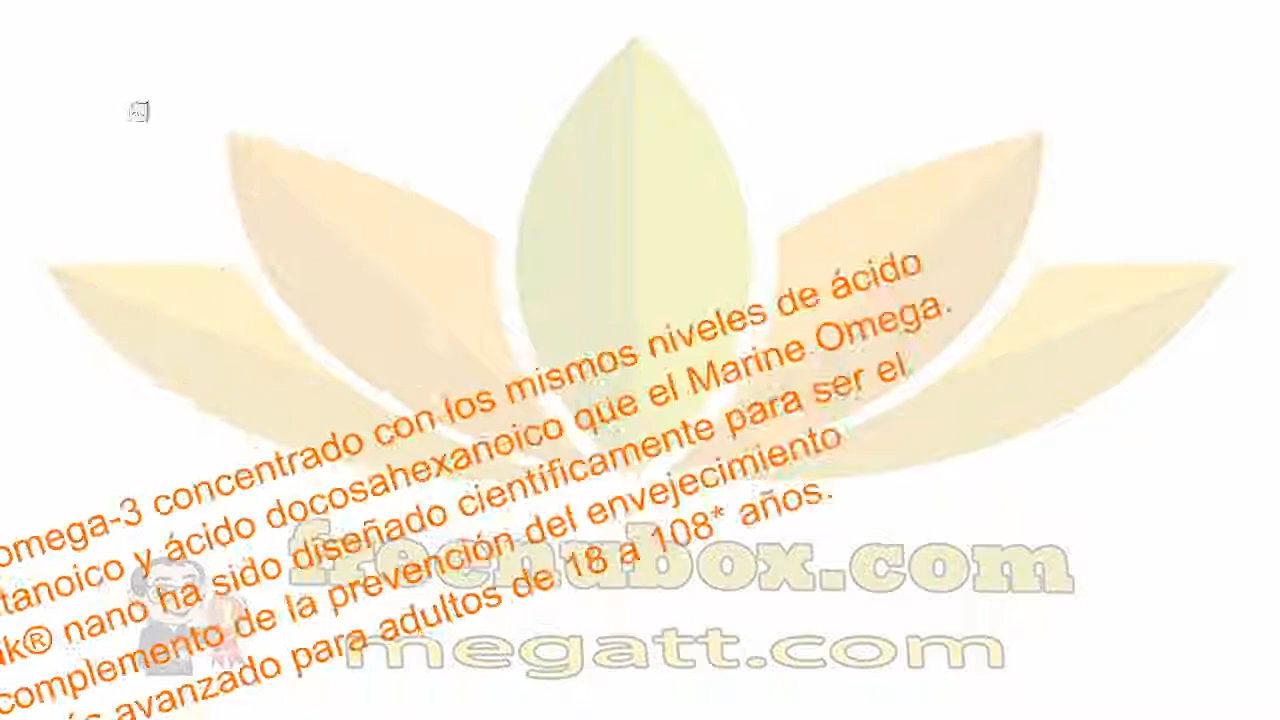 omega-3 concentrado con los mismos niveles de ácido
tanoico y ácido docosahexanoico que el Marine Omega.
k® nano ha sido diseñado científicamente para ser el
complemento de la prevención del envejecimiento
avanzado para adultos de 18 a 108* años.
freenubox.com
megatt.com